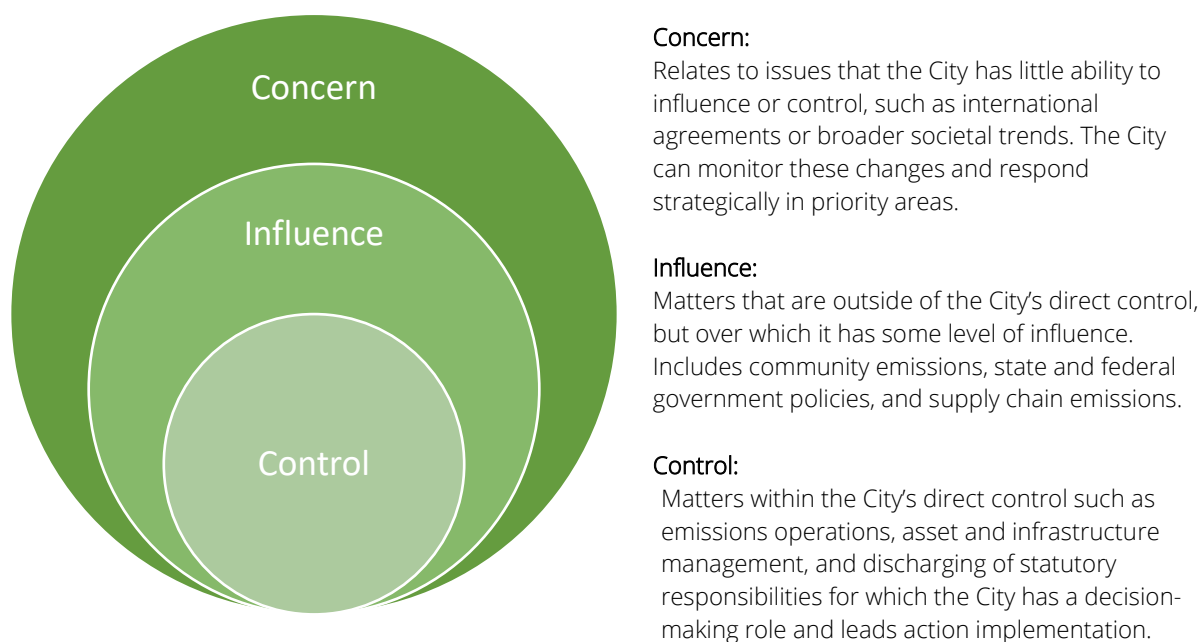 Concern
Influence
Control
Concern:
Relates to issues that the City has little ability to
influence or control, such as international
agreements or broader societal trends. The City
can monitor these changes and respond
strategically in priority areas.
Influence:
Matters that are outside of the City’s direct control,
but over which it has some level of influence.
Includes community emissions, state and federal
government policies, and supply chain emissions.
Control:
Matters within the City’s direct control such as
emissions operations, asset and infrastructure
management, and discharging of statutory
responsibilities for which the City has a decision-
making role and leads action implementation.